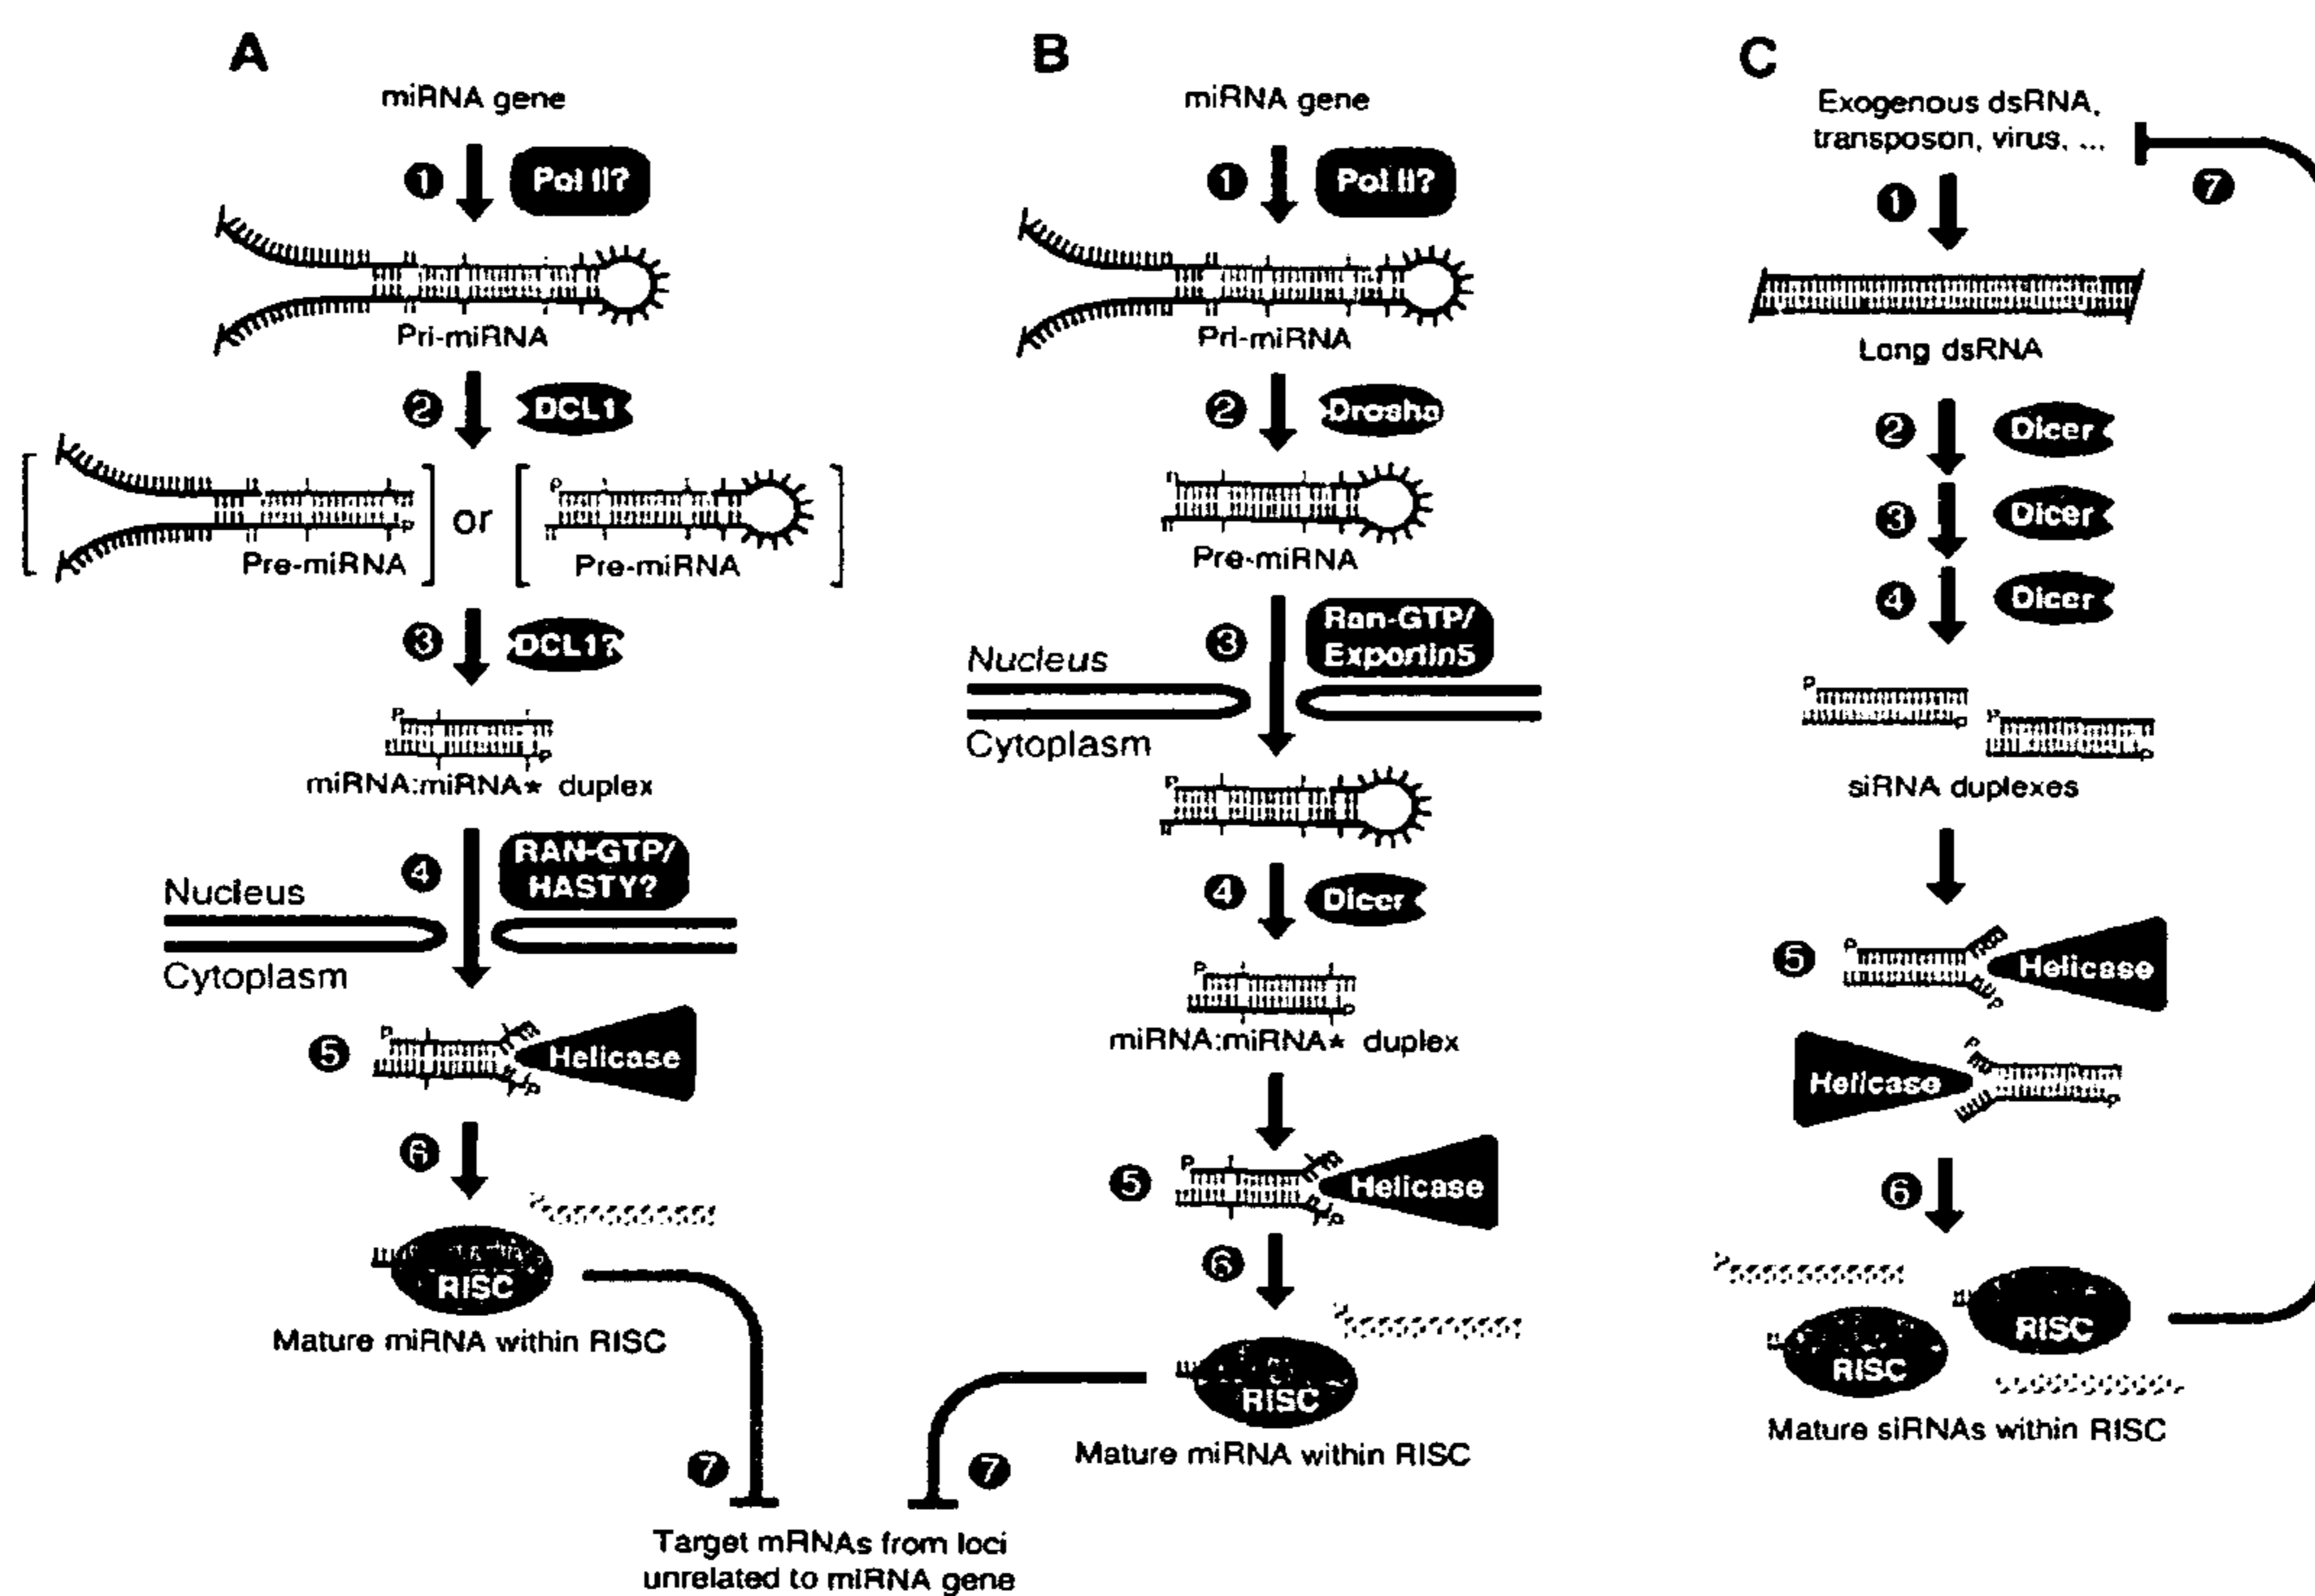 A
miRNA gene
1
Pol II?
Pri-miRNA
2
DCL1
P
Pre-miRNA
or
P
Pre-miRNA
3
DCL1?
P
P
miRNA:miRNA* duplex
4
RAN-GTP/
HASTY?
Nucleus
Cytoplasm
P
5
Helicase
P
6
RISC
Mature miRNA within RISC
7
B
miRNA gene
1
Pol II?
Pri-miRNA
2
Drosha
Pre-miRNA
3
Ran-GTP/
Exportin5
Nucleus
Cytoplasm
P
4
Dicer
P
P
miRNA:miRNA* duplex
P
5
Helicase
P
6
RISC
Mature miRNA within RISC
7
Target mRNAs from loci
unrelated to miRNA gene
C
Exogenous dsRNA,
transposon, virus, ...
7
1
Long dsRNA
2
Dicer
3
Dicer
4
Dicer
P
P
P
P
siRNA duplexes
P
5
Helicase
P
P
Helicase
P
6
RISC
RISC
Mature siRNAs within RISC